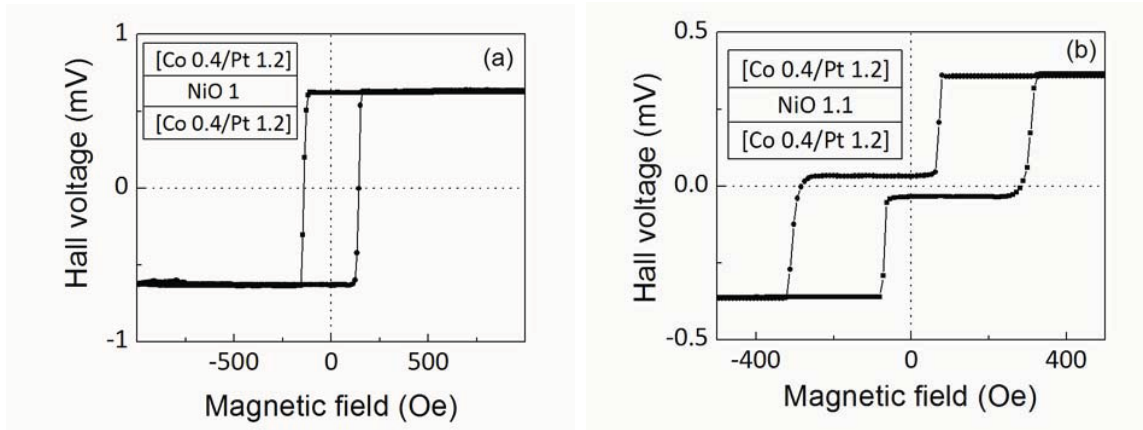 1
(a)
[Co 0.4/Pt 1.2]
NiO 1
[Co 0.4/Pt 1.2]
0
-1
-500
0
500
Hall voltage (mV)
Magnetic field (Oe)
0.5
(b)
[Co 0.4/Pt 1.2]
NiO 1.1
[Co 0.4/Pt 1.2]
0.0
-0.5
-400
0
400
Hall voltage (mV)
Magnetic field (Oe)